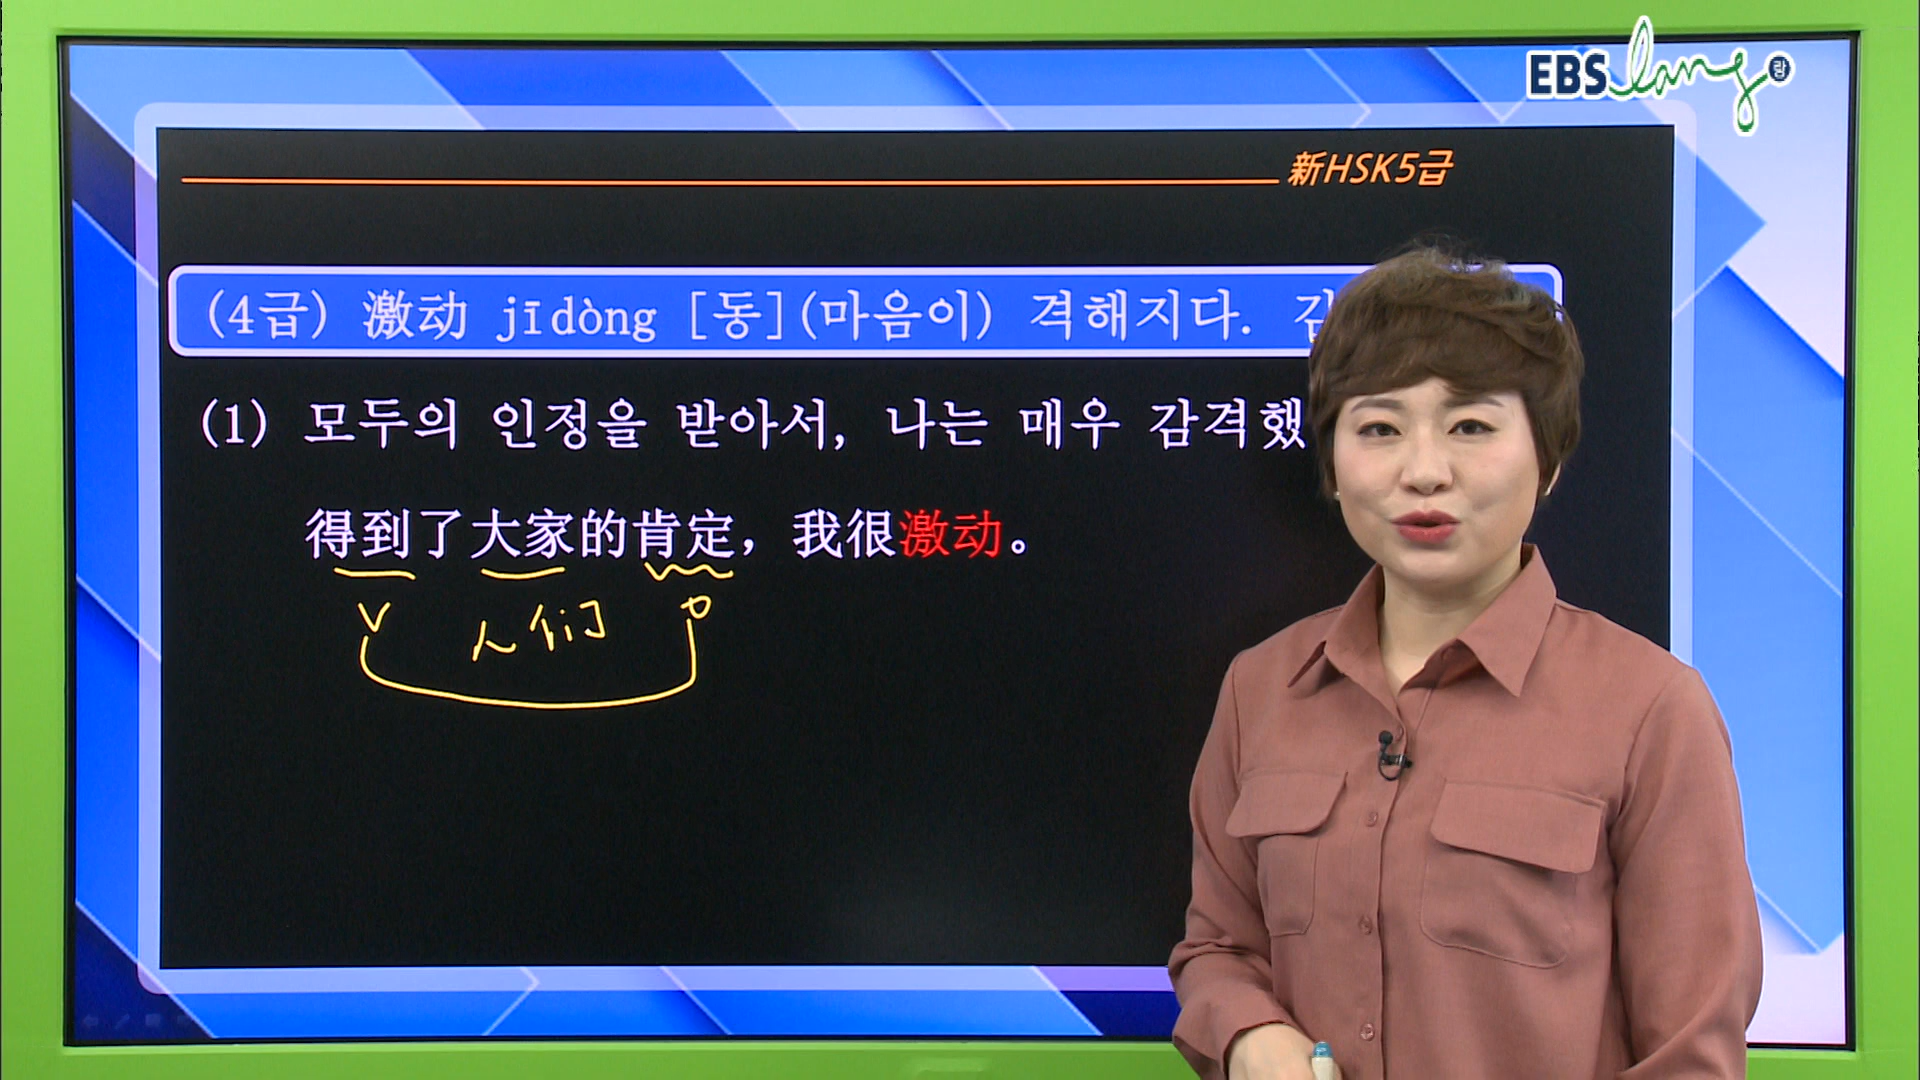 EBS lang 랑
新HSK5급
(4급) 激动 jīdòng [동](마음이) 격해지다.
(1) 모두의 인정을 받아서, 나는 매우 감격했
得到了大家的肯定，我很激动。
V 人们 O